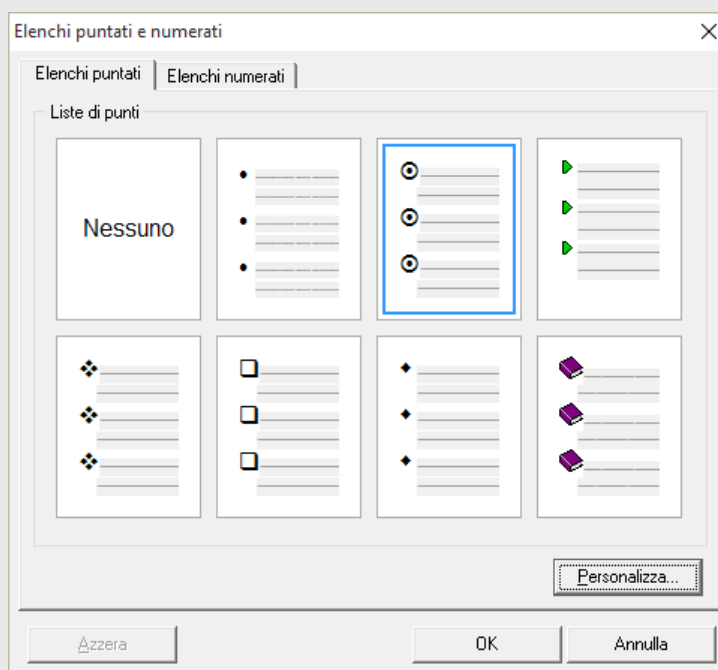 Elenchi puntati e numerati
Elenchi puntati
Elenchi numerati
Liste di punti
Nessuno
Personalizza...
Azzera
OK
Annulla